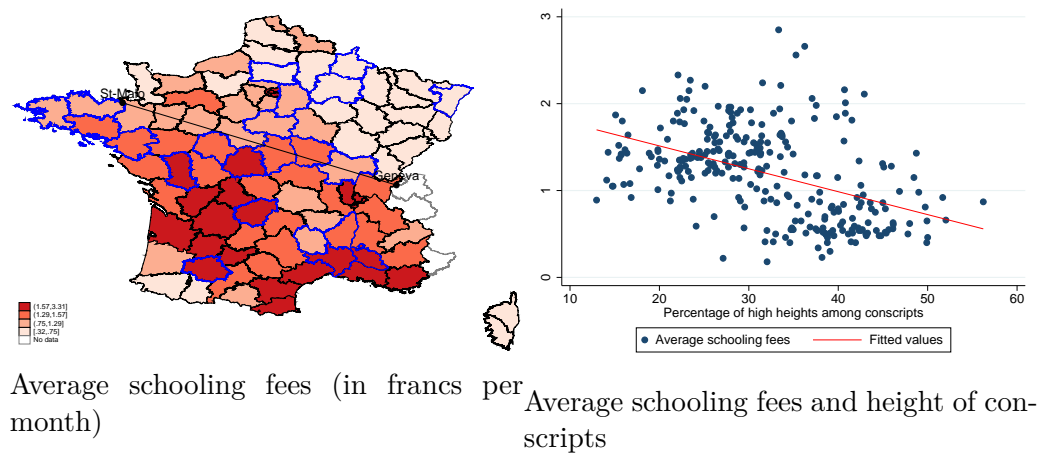 St-Malo
Geneva
(1.57,3.31]
(1.29,1.57]
(.75,1.29]
[.32,.75]
No data
Average schooling fees (in francs per
month)
3
2
1
0
10 20 30 40 50 60
Percentage of high heights among conscripts
Average schooling fees Fitted values
Average schooling fees and height of con-
scripts